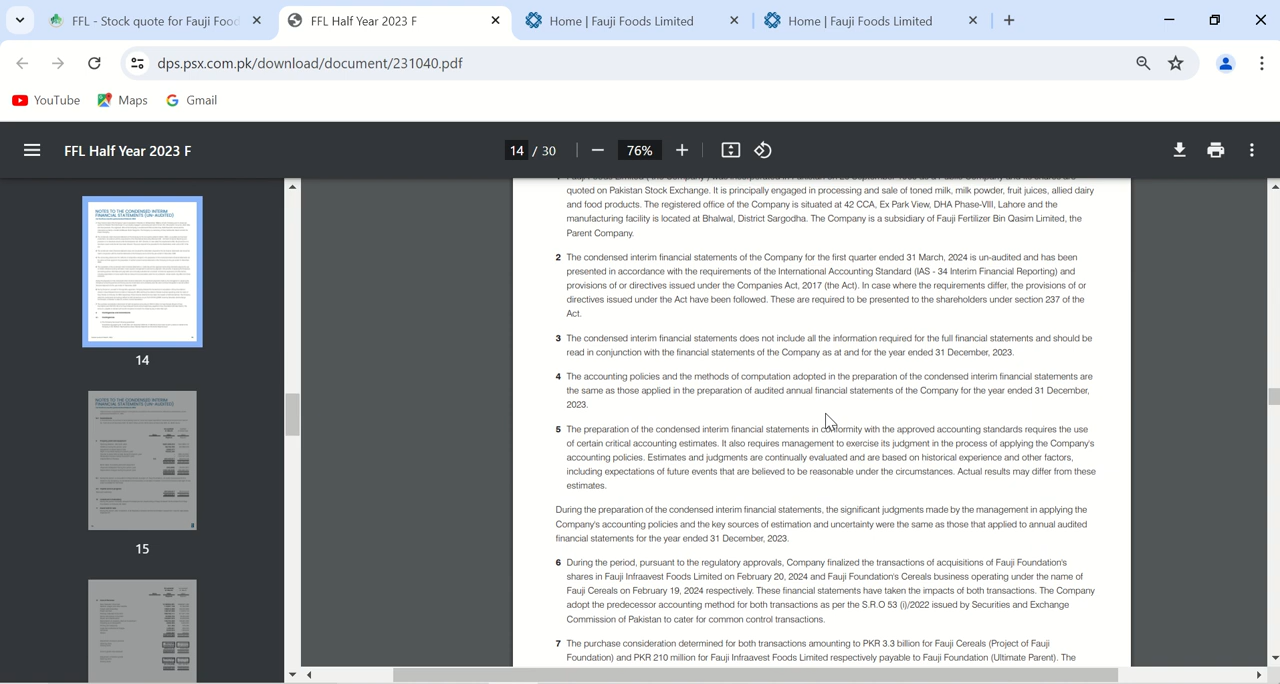 FFL - Stock quote for Fauji Food
FFL Half Year 2023 F
Home | Fauji Foods Limited
Home | Fauji Foods Limited
dps.psx.com.pk/download/document/231040.pdf
YouTube
Maps
Gmail
FFL Half Year 2023 F
14 / 30
76%
14
15
quoted on Pakistan Stock Exchange. It is principally engaged in processing and sale of toned milk, milk powder, fruit juices, allied dairy
and food products. The registered office of the Company is situated at 42 CCA, Ex Park View, DHA Phase-VIII, Lahore and the
manufacturing facility is located at Bhalwal, District Sargodha. The Company is a subsidiary of Fauji Fertilizer Bin Qasim Limited, the
Parent Company.
2 The condensed interim financial statements of the Company for the first quarter ended 31 March, 2024 is un-audited and has been
presented in accordance with the requirements of the International Accounting Standard (IAS - 34 Interim Financial Reporting) and
provisions of or directives issued under the Companies Act, 2017 (the Act). In case where the requirements differ, the provisions of or
directives issued under the Act have been followed. These are required to be presented to the shareholders under section 237 of the
Act.
3 The condensed interim financial statements does not include all the information required for the full financial statements and should be
read in conjunction with the financial statements of the Company as at and for the year ended 31 December, 2023.
4 The accounting policies and the methods of computation adopted in the preparation of the condensed interim financial statements are
the same as those applied in the preparation of audited annual financial statements of the Company for the year ended 31 December,
2023.
5 The preparation of the condensed interim financial statements in conformity with the approved accounting standards requires the use
of certain critical accounting estimates. It also requires management to exercise its judgment in the process of applying the Company's
accounting policies. Estimates and judgments are continually evaluated and are based on historical experience and other factors,
including expectations of future events that are believed to be reasonable under the circumstances. Actual results may differ from these
estimates.
During the preparation of the condensed interim financial statements, the significant judgments made by the management in applying the
Company's accounting policies and the key sources of estimation and uncertainty were the same as those that applied to annual audited
financial statements for the year ended 31 December, 2023.
6 During the period, pursuant to the regulatory approvals, Company finalized the transactions of acquisitions of Fauji Foundation's
shares in Fauji Infraavest Foods Limited on February 20, 2024 and Fauji Foundation's Cereals business operating under the name of
Fauji Cereals on February 19, 2024 respectively. These financial statements have taken the impacts of both transactions. The Company
adopt the predecessor accounting method for both transactions as per the S.R.O 53 (i)/2022 issued by Securities and Exchange
Commission of Pakistan to cater for common control transactions.
7 The purchase consideration determined for both transactions amounting to PKR 3.3 billion for Fauji Cereals (Project of Fauji
Foundation) and PKR 210 million for Fauji Infraavest Foods Limited respectively payable to Fauji Foundation (Ultimate Parent). The